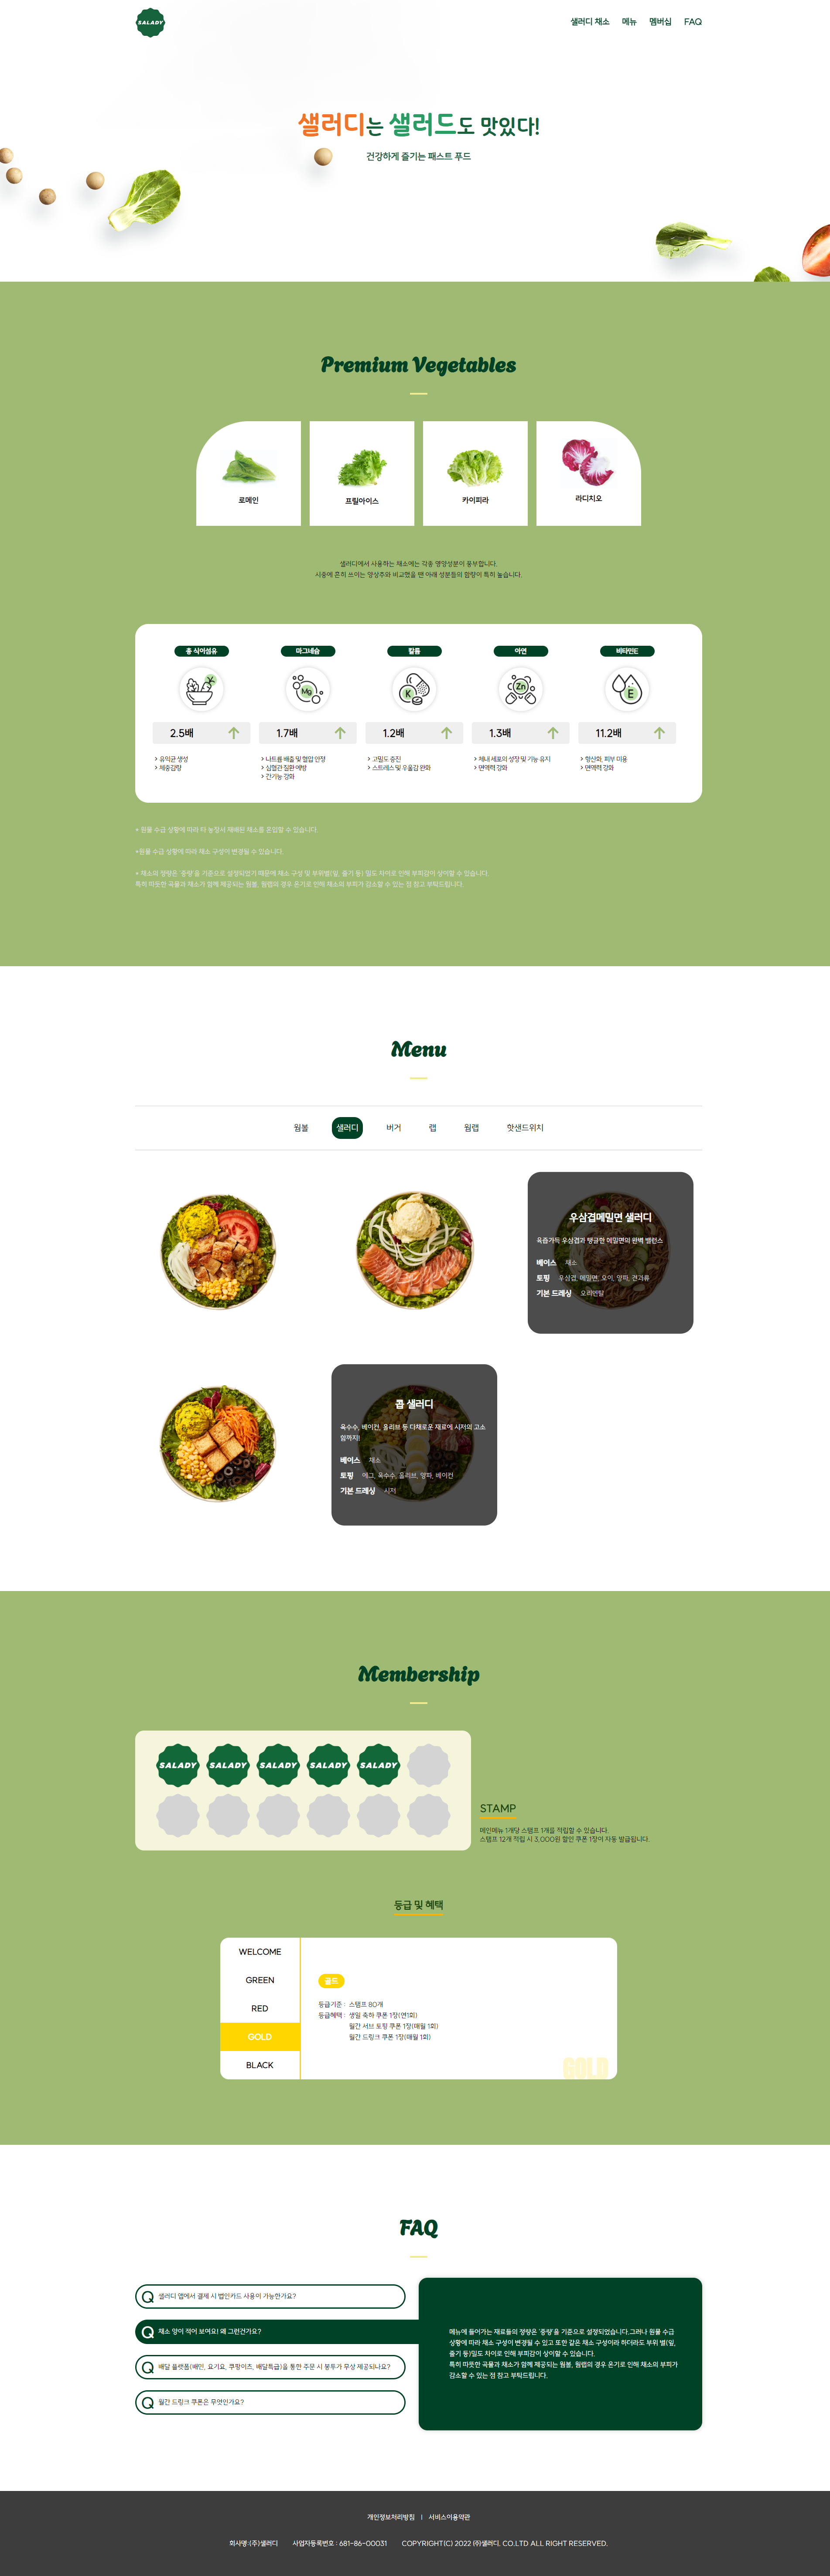 SALADY
샐러디 채소 메뉴 멤버십 FAQ
샐러디는 샐러드도 맛있다!
건강하게 즐기는 패스트 푸드
Premium Vegetables
로메인 프릴아이스 카이피라 라디치오
샐러디에서 사용하는 채소에는 각종 영양성분이 풍부합니다.
시중에 흔히 쓰이는 양상추와 비교했을 땐 아래 성분들의 함량이 특히 높습니다.
총 식이섬유 마그네슘 칼륨 아연 비타민E
Mg K Zn E
2.5배 1.7배 1.2배 1.3배 11.2배
> 유익균 생성
> 체중감량
> 나트륨 배출 및 혈압 안정
> 심혈관 질환 예방
> 간기능 강화
> 고밀도 증진
> 스트레스 및 우울감 완화
> 체내 세포의 성장 및 기능 유지
> 면역력 강화
> 항산화, 피부 미용
> 면역력 강화
* 원물 수급 상황에 따라 타 농장서 재배된 채소를 혼입할 수 있습니다.
*원물 수급 상황에 따라 채소 구성이 변경될 수 있습니다.
* 채소의 정량은 '중량'을 기준으로 설정되었기 때문에 채소 구성 및 부위별(잎, 줄기 등) 밀도 차이로 인해 부피감이 상이할 수 있습니다.
특히 따뜻한 곡물과 채소가 함께 제공되는 웜볼, 웜랩의 경우 온기로 인해 채소의 부피가 감소할 수 있는 점 참고 부탁드립니다.
Menu
웜볼 샐러디 버거 랩 웜랩 핫샌드위치
우삼겹메밀면 샐러디
육즙가득 우삼겹과 탱글한 메밀면의 완벽 밸런스
베이스 채소
토핑 우삼겹, 메밀면, 오이, 양파, 견과류
기본 드레싱 오리엔탈
콥 샐러디
옥수수, 베이컨, 올리브 등 다채로운 재료에 시저의 고소
함까지!
베이스 채소
토핑 에그, 옥수수, 올리브, 양파, 베이컨
기본 드레싱 시저
Membership
SALADY SALADY SALADY SALADY SALADY
STAMP
메인메뉴 1개당 스탬프 1개를 적립할 수 있습니다.
스탬프 12개 적립 시 3,000원 할인 쿠폰 1장이 자동 발급됩니다.
등급 및 혜택
WELCOME
GREEN
RED
GOLD
BLACK
골드
등급기준 : 스탬프 80개
등급혜택 : 생일 축하 쿠폰 1장(연1회)
월간 서브 토핑 쿠폰 1장(매월 1회)
월간 드링크 쿠폰 1장(매월 1회)
GOLD
FAQ
Q 샐러디 앱에서 결제 시 법인카드 사용이 가능한가요?
Q 채소 양이 적어 보여요! 왜 그런건가요?
Q 배달 플랫폼(배민, 요기요, 쿠팡이츠, 배달특급)을 통한 주문 시 봉투가 무상 제공되나요?
Q 월간 드링크 쿠폰은 무엇인가요?
메뉴에 들어가는 재료들의 정량은 '중량'을 기준으로 설정되었습니다.그러나 원물 수급
상황에 따라 채소 구성이 변경될 수 있고 또한 같은 채소 구성이라 하더라도 부위 별(잎,
줄기 등)밀도 차이로 인해 부피감이 상이할 수 있습니다.
특히 따뜻한 곡물과 채소가 함께 제공되는 웜볼, 웜랩의 경우 온기로 인해 채소의 부피가
감소할 수 있는 점 참고 부탁드립니다.
개인정보처리방침 | 서비스이용약관
회사명:(주)샐러디 사업자등록번호 : 681-86-00031 COPYRIGHT(C) 2022 ㈜샐러디. CO.LTD ALL RIGHT RESERVED.